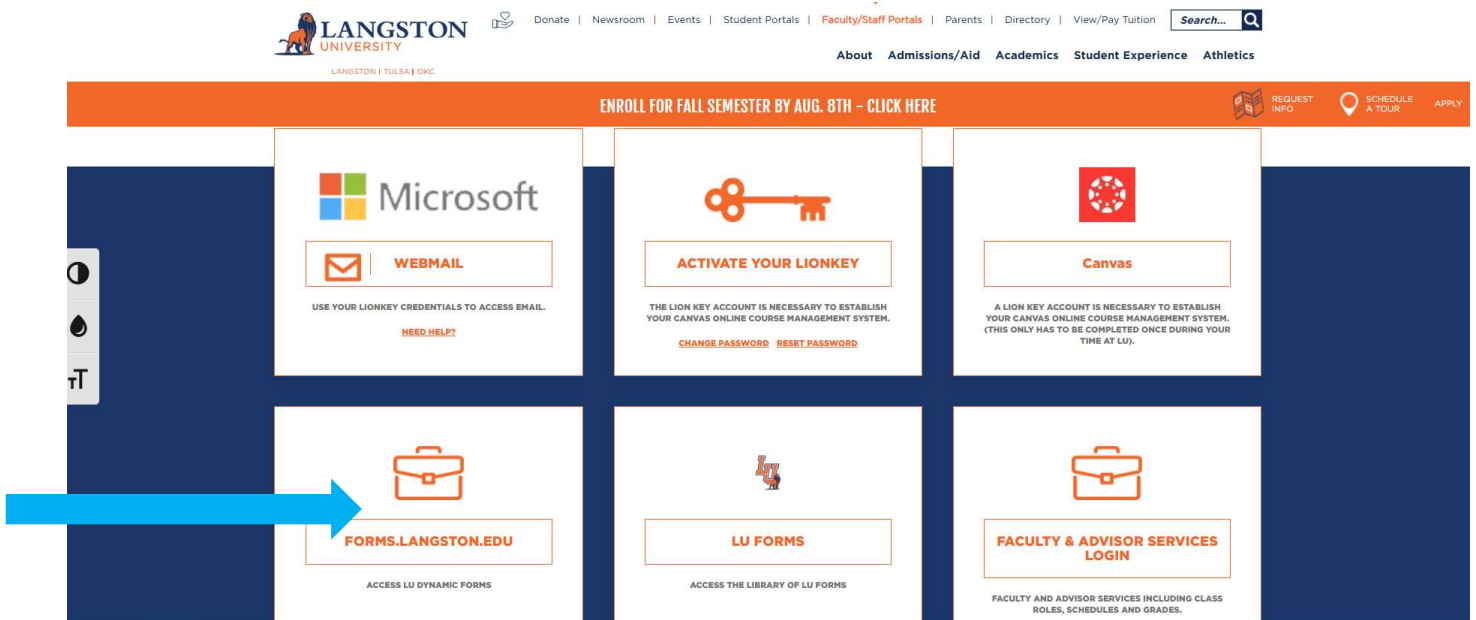 LANGSTON
UNIVERSITY
LANGSTON | TULSA | OKC
Donate | Newsroom | Events | Student Portals | Faculty/Staff Portals | Parents | Directory | View/Pay Tuition Search...
About Admissions/Aid Academics Student Experience Athletics
ENROLL FOR FALL SEMESTER BY AUG. 8TH – CLICK HERE
REQUEST
INFO
SCHEDULE
A TOUR
APPLY
Microsoft
WEBMAIL
USE YOUR LIONKEY CREDENTIALS TO ACCESS EMAIL.
NEED HELP?
ACTIVATE YOUR LIONKEY
THE LION KEY ACCOUNT IS NECESSARY TO ESTABLISH
YOUR CANVAS ONLINE COURSE MANAGEMENT SYSTEM.
CHANGE PASSWORD RESET PASSWORD
Canvas
A LION KEY ACCOUNT IS NECESSARY TO ESTABLISH
YOUR CANVAS ONLINE COURSE MANAGEMENT SYSTEM.
(THIS ONLY HAS TO BE COMPLETED ONCE DURING YOUR
TIME AT LU).
TT
FORMS.LANGSTON.EDU
ACCESS LU DYNAMIC FORMS
LU
LU FORMS
ACCESS THE LIBRARY OF LU FORMS
FACULTY & ADVISOR SERVICES
LOGIN
FACULTY AND ADVISOR SERVICES INCLUDING CLASS
ROLES, SCHEDULES AND GRADES.